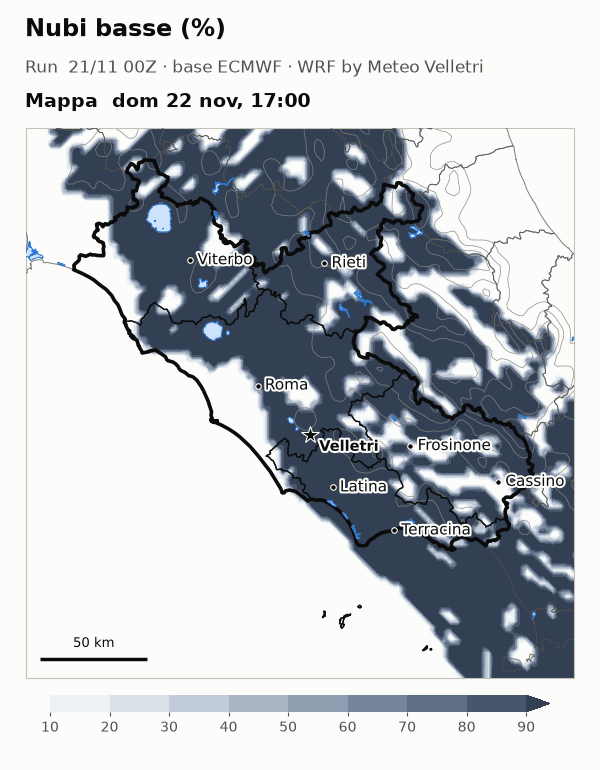 Nubi basse (%)
Run  21/11 00Z · base ECMWF · WRF by Meteo Velletri
Mappa  dom 22 nov, 17:00
Viterbo
Rieti
Roma
Velletri
Frosinone
Latina
Cassino
Terracina
50 km
10 20 30 40 50 60 70 80 90